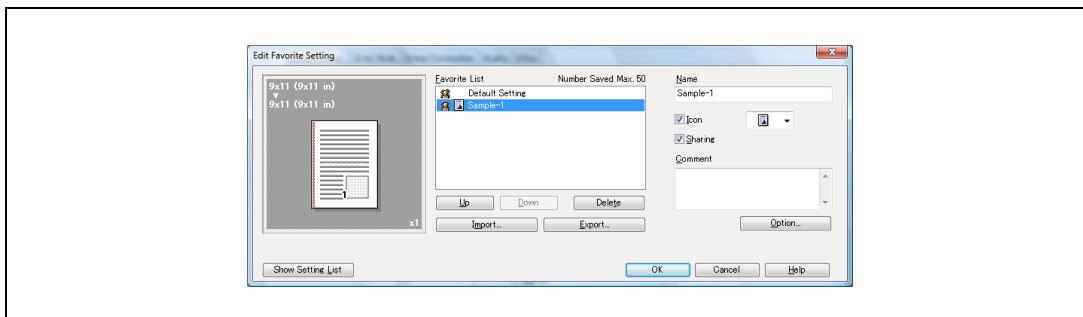 Edit Favorite Setting
9x11 (9x11 in)
9x11 (9x11 in)
1
x1
Favorite List Number Saved Max. 50
Default Setting
Sample-1
Up Down Delete
Import... Export...
Name
Sample-1
Icon
Sharing
Comment
Option...
Show Setting List
OK Cancel Help